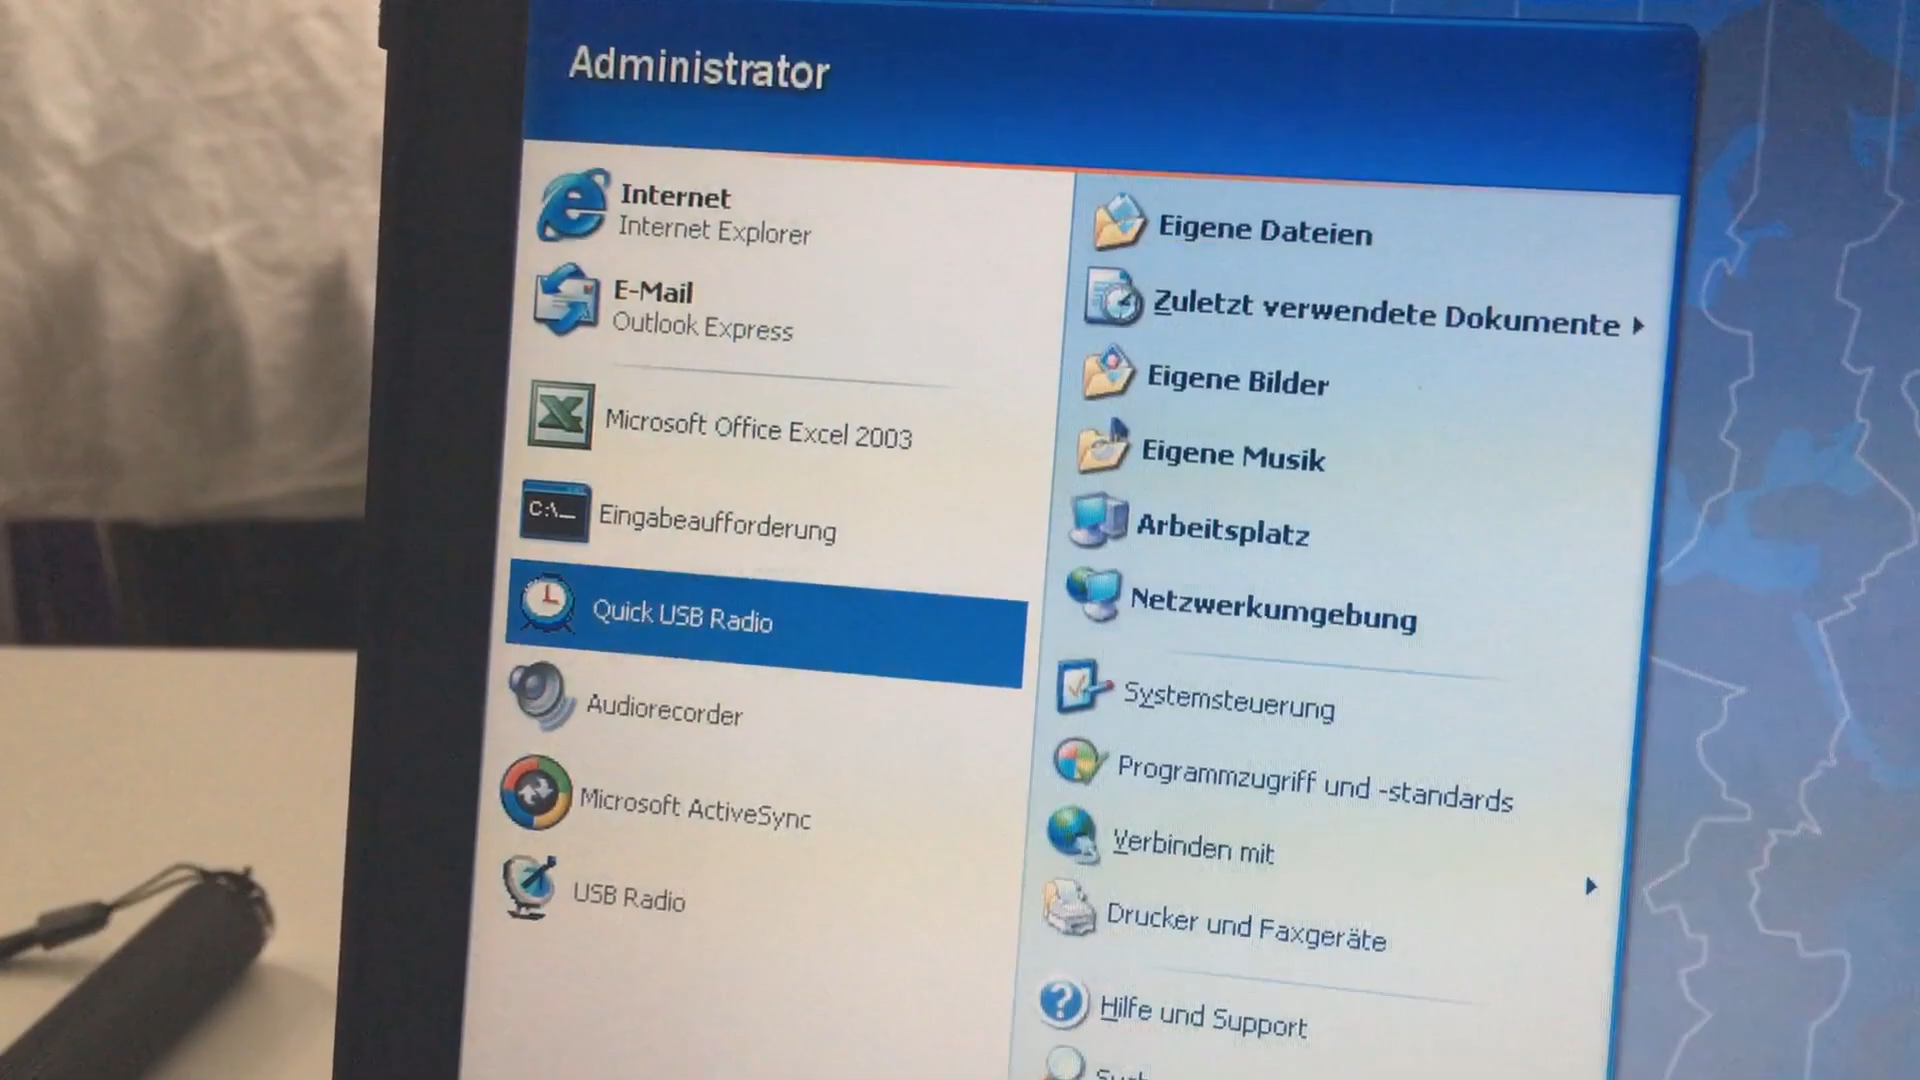 Administrator
Internet
Internet Explorer
E-Mail
Outlook Express
Microsoft Office Excel 2003
C:\_
Eingabeaufforderung
Quick USB Radio
Audiorecorder
Microsoft ActiveSync
USB Radio
Eigene Dateien
Zuletzt verwendete Dokumente
Eigene Bilder
Eigene Musik
Arbeitsplatz
Netzwerkumgebung
Systemsteuerung
Programmzugriff und -standards
Verbinden mit
Drucker und Faxgeräte
Hilfe und Support